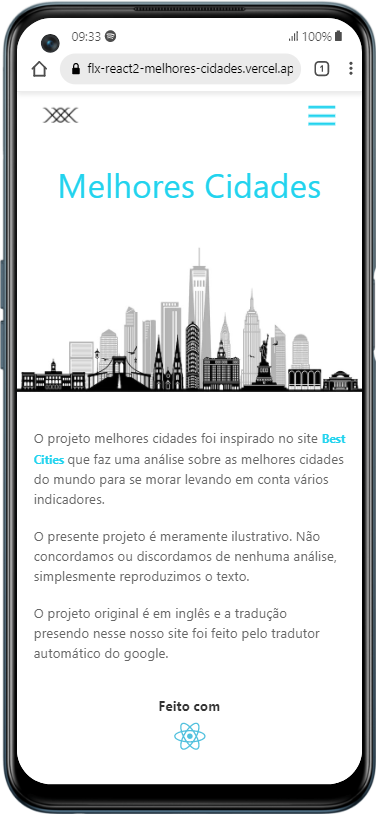 09:33
100%
flx-react2-melhores-cidades.vercel.ap
1
Melhores Cidades
O projeto melhores cidades foi inspirado no site Best
Cities que faz uma análise sobre as melhores cidades
do mundo para se morar levando em conta vários
indicadores.
O presente projeto é meramente ilustrativo. Não
concordamos ou discordamos de nenhuma análise,
simplesmente reproduzimos o texto.
O projeto original é em inglês e a tradução
presendo nesse nosso site foi feito pelo tradutor
automático do google.
Feito com